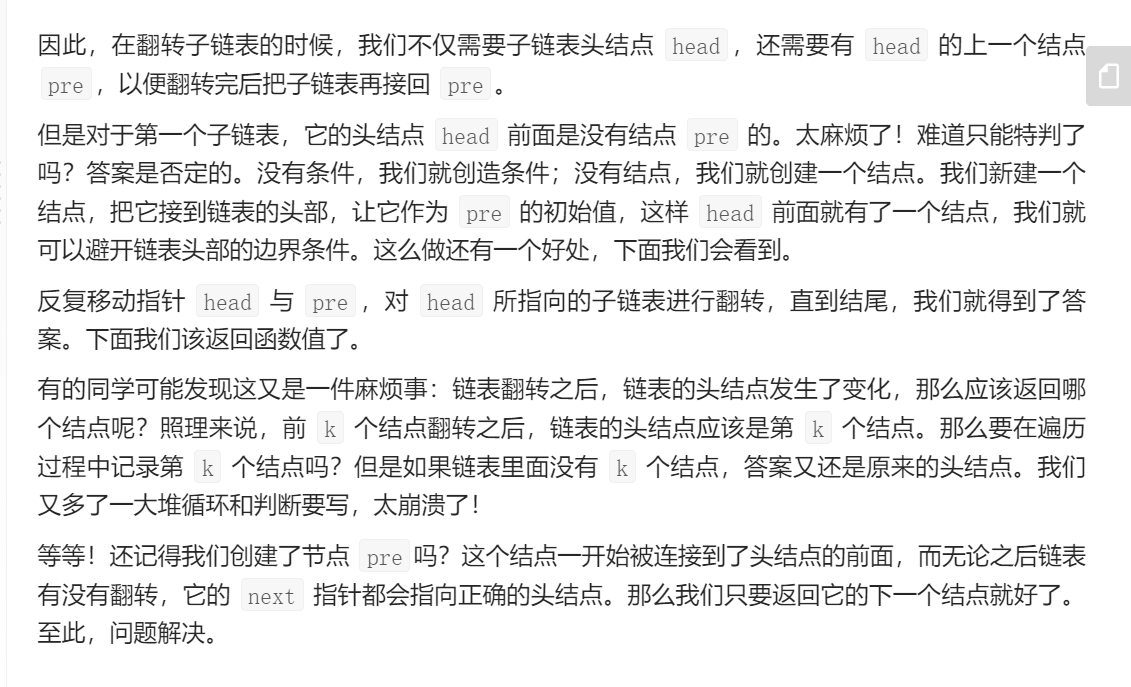 因此，在翻转子链表的时候，我们不仅需要子链表头结点 head ，还需要有 head 的上一个结点
pre ，以便翻转完后把子链表再接回 pre 。
但是对于第一个子链表，它的头结点 head 前面是没有结点 pre 的。太麻烦了！难道只能特判了
吗？答案是否定的。没有条件，我们就创造条件；没有结点，我们就创建一个结点。我们新建一个
结点，把它接到链表的头部，让它作为 pre 的初始值，这样 head 前面就有了一个结点，我们就
可以避开链表头部的边界条件。这么做还有一个好处，下面我们会看到。
反复移动指针 head 与 pre ，对 head 所指向的子链表进行翻转，直到结尾，我们就得到了答
案。下面我们该返回函数值了。
有的同学可能发现这又是一件麻烦事：链表翻转之后，链表的头结点发生了变化，那么应该返回哪
个结点呢？照理来说，前 k 个结点翻转之后，链表的头结点应该是第 k 个结点。那么要在遍历
过程中记录第 k 个结点吗？但是如果链表里面没有 k 个结点，答案又还是原来的头结点。我们
又多了一大堆循环和判断要写，太崩溃了！
等等！还记得我们创建了节点 pre 吗？这个结点一开始被连接到了头结点的前面，而无论之后链表
有没有翻转，它的 next 指针都会指向正确的头结点。那么我们只要返回它的下一个结点就好了。
至此，问题解决。